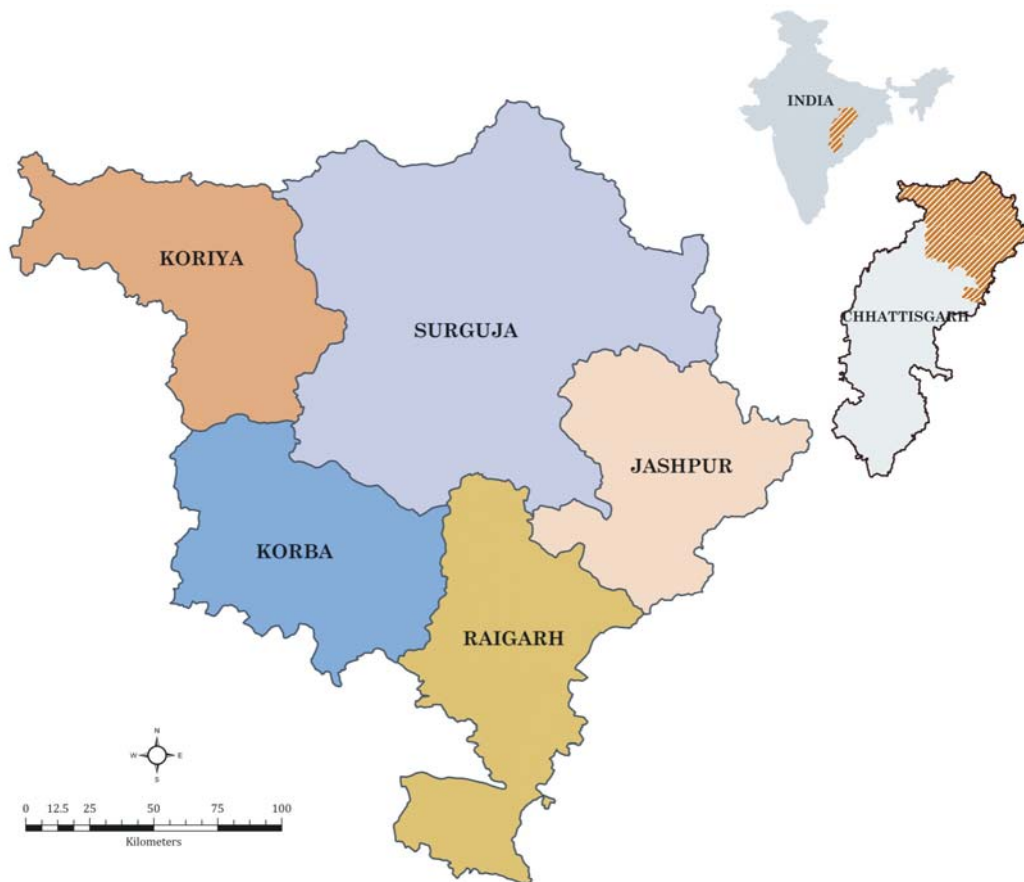 INDIA
KORIYA
SURGUJA
CHHATTISGARH
JASHPUR
KORBA
RAIGARH
N
W E
S
0 12.5 25 50 75 100
Kilometers